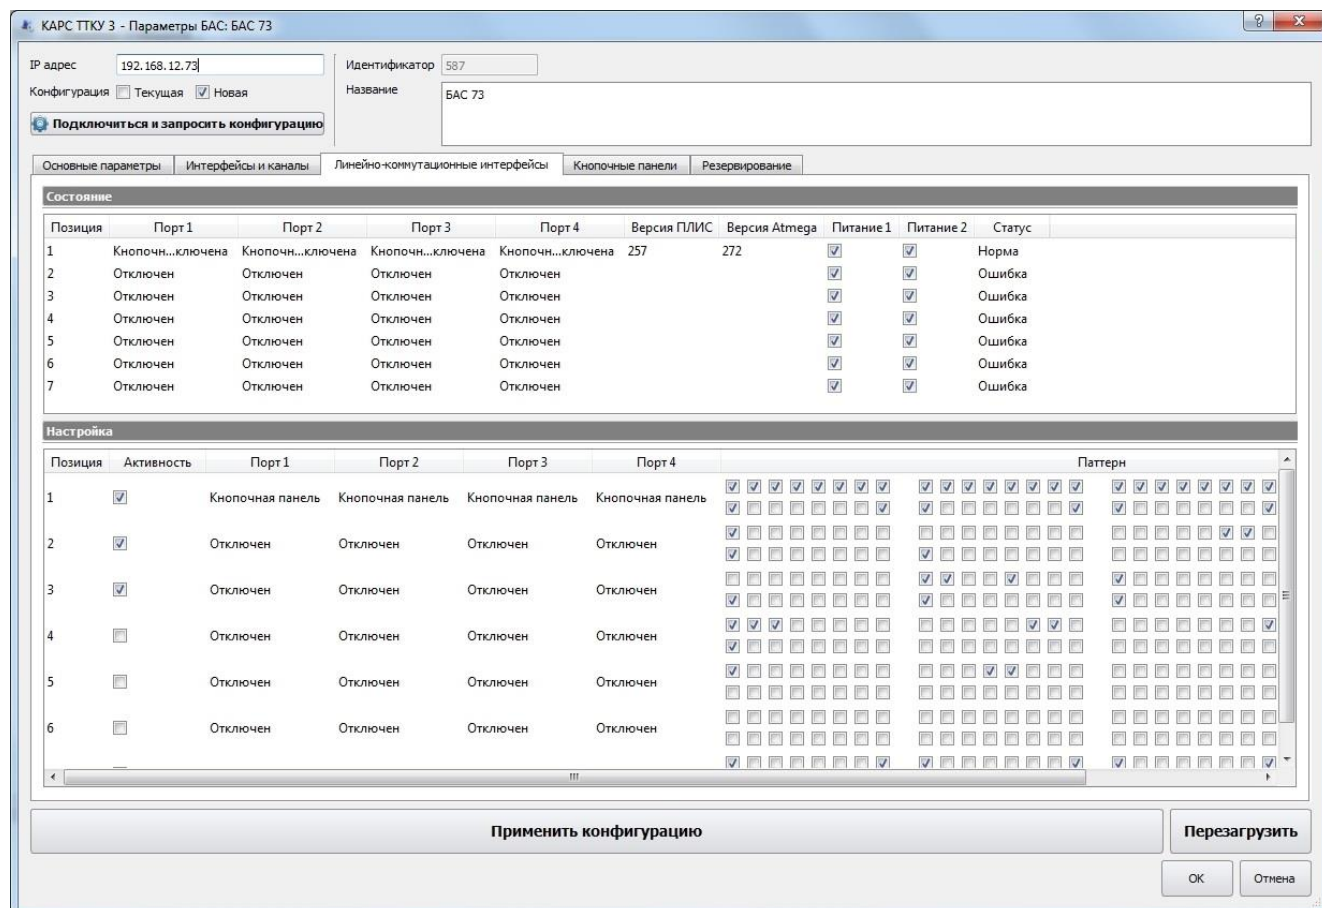 КАРС ТТКУ 3 - Параметры БАС: БАС 73
IP адрес 192.168.12.73 Идентификатор 587
Конфигурация Текущая Новая Название БАС 73
Подключиться и запросить конфигурацию
Основные параметры Интерфейсы и каналы Линейно-коммутационные интерфейсы Кнопочные панели Резервирование
Состояние
Позиция Порт 1 Порт 2 Порт 3 Порт 4 Версия ПЛИС Версия Atmega Питание 1 Питание 2 Статус
1 Кнопочн...ключена Кнопочн...ключена Кнопочн...ключена Кнопочн...ключена 257 272 Норма
2 Отключен Отключен Отключен Отключен Ошибка
3 Отключен Отключен Отключен Отключен Ошибка
4 Отключен Отключен Отключен Отключен Ошибка
5 Отключен Отключен Отключен Отключен Ошибка
6 Отключен Отключен Отключен Отключен Ошибка
7 Отключен Отключен Отключен Отключен Ошибка
Настройка
Позиция Активность Порт 1 Порт 2 Порт 3 Порт 4 Паттерн
1 Кнопочная панель Кнопочная панель Кнопочная панель Кнопочная панель
2 Отключен Отключен Отключен Отключен
3 Отключен Отключен Отключен Отключен
4 Отключен Отключен Отключен Отключен
5 Отключен Отключен Отключен Отключен
6 Отключен Отключен Отключен Отключен
Применить конфигурацию Перезагрузить
ОК Отмена